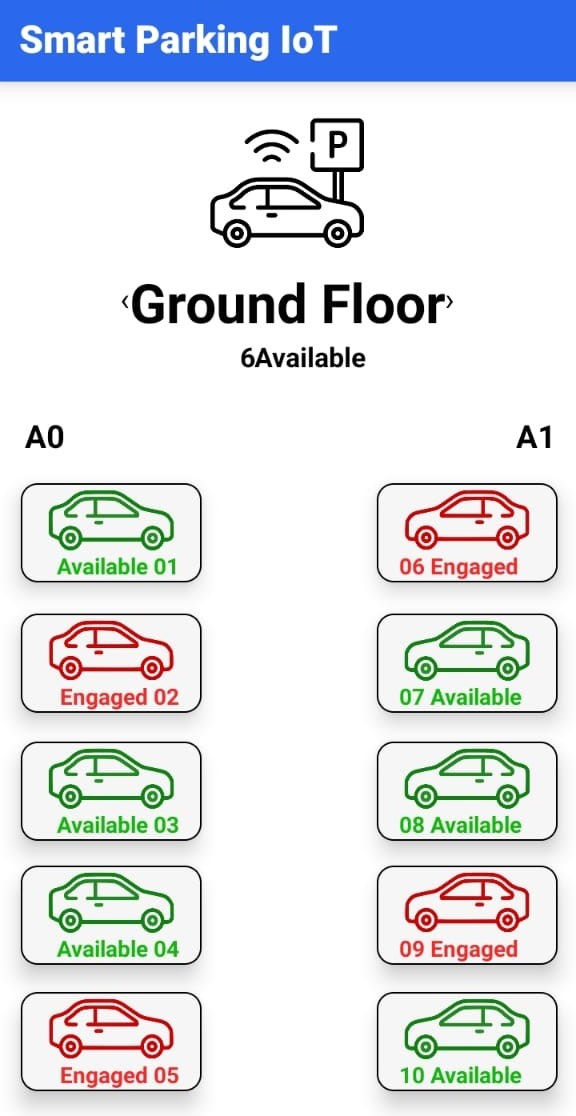 Smart Parking IoT
P
‹Ground Floor›
6Available
A0
A1
Available 01
06 Engaged
Engaged 02
07 Available
Available 03
08 Available
Available 04
09 Engaged
Engaged 05
10 Available